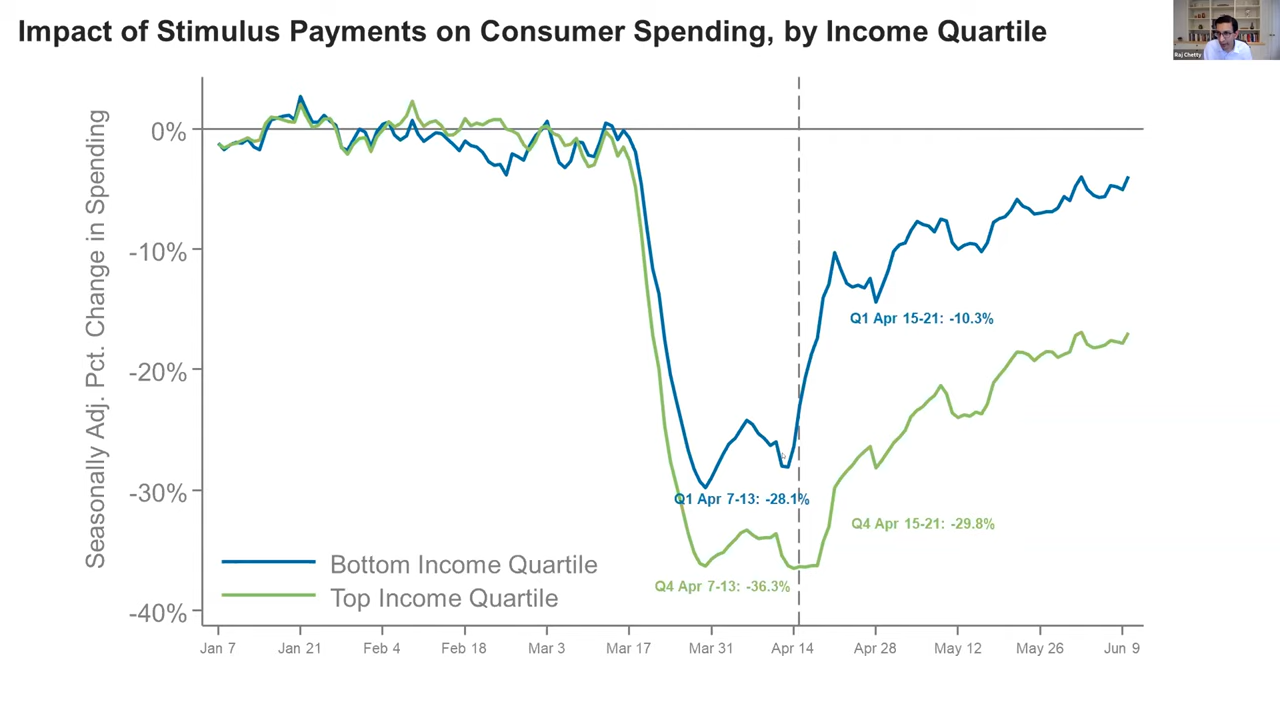 Impact of Stimulus Payments on Consumer Spending, by Income Quartile
Raj Chetty
Seasonally Adj. Pct. Change in Spending
0%
-10%
-20%
-30%
-40%
Q1 Apr 15-21: -10.3%
Q1 Apr 7-13: -28.1%
Q4 Apr 15-21: -29.8%
Q4 Apr 7-13: -36.3%
Bottom Income Quartile
Top Income Quartile
Jan 7
Jan 21
Feb 4
Feb 18
Mar 3
Mar 17
Mar 31
Apr 14
Apr 28
May 12
May 26
Jun 9